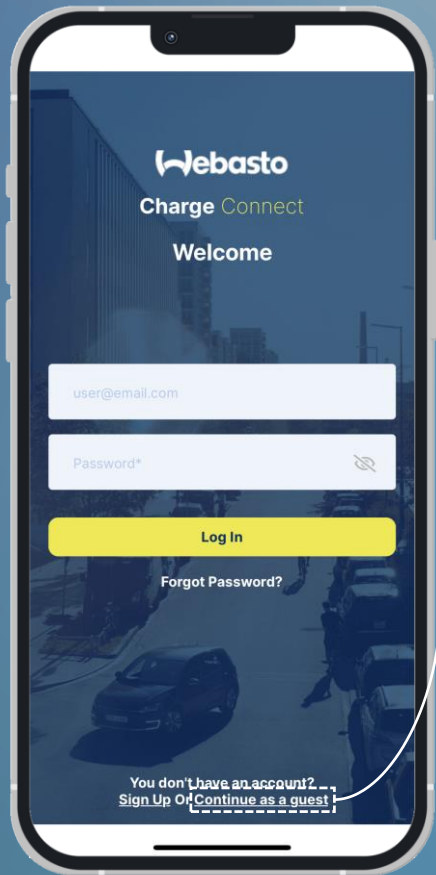 Webasto
Charge Connect
Welcome
user@email.com
Password*
Log In
Forgot Password?
You don't have an account?
Sign Up Or Continue as a guest